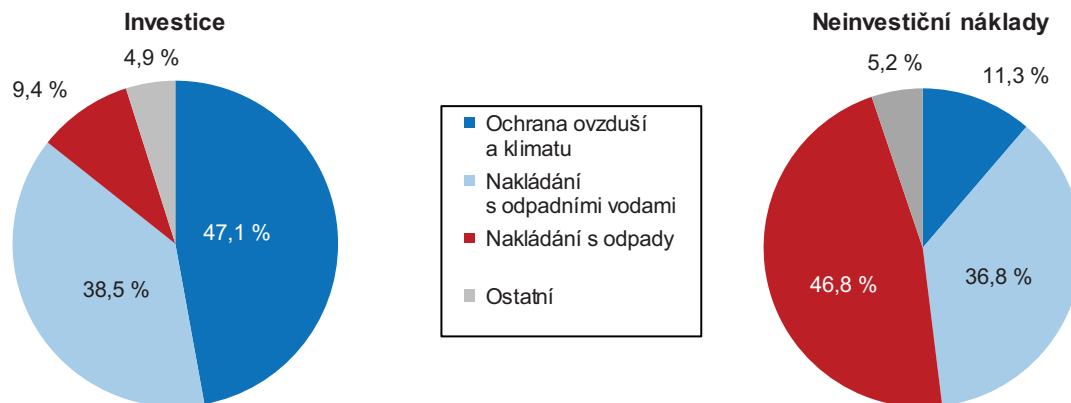 Investice
4,9 %
9,4 %
47,1 %
38,5 %
Ochrana ovzduší
a klimatu
Nakládání
s odpadními vodami
Nakládání s odpady
Ostatní
Neinvestiční náklady
5,2 %
11,3 %
46,8 %
36,8 %